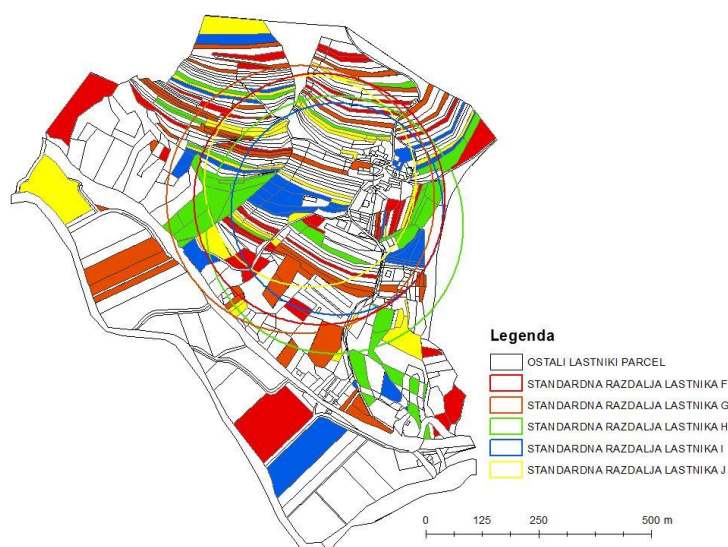 Legenda
OSTALI LASTNIKI PARCEL
STANDARDNA RAZDALJA LASTNIKA F
STANDARDNA RAZDALJA LASTNIKA G
STANDARDNA RAZDALJA LASTNIKA H
STANDARDNA RAZDALJA LASTNIKA I
STANDARDNA RAZDALJA LASTNIKA J
0 125 250 500 m